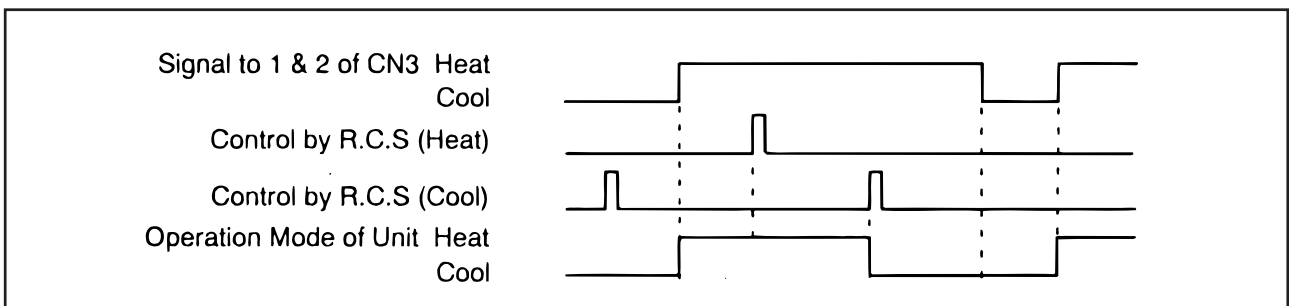 Signal to 1 & 2 of CN3 Heat
Cool
Control by R.C.S (Heat)
Control by R.C.S (Cool)
Operation Mode of Unit Heat
Cool